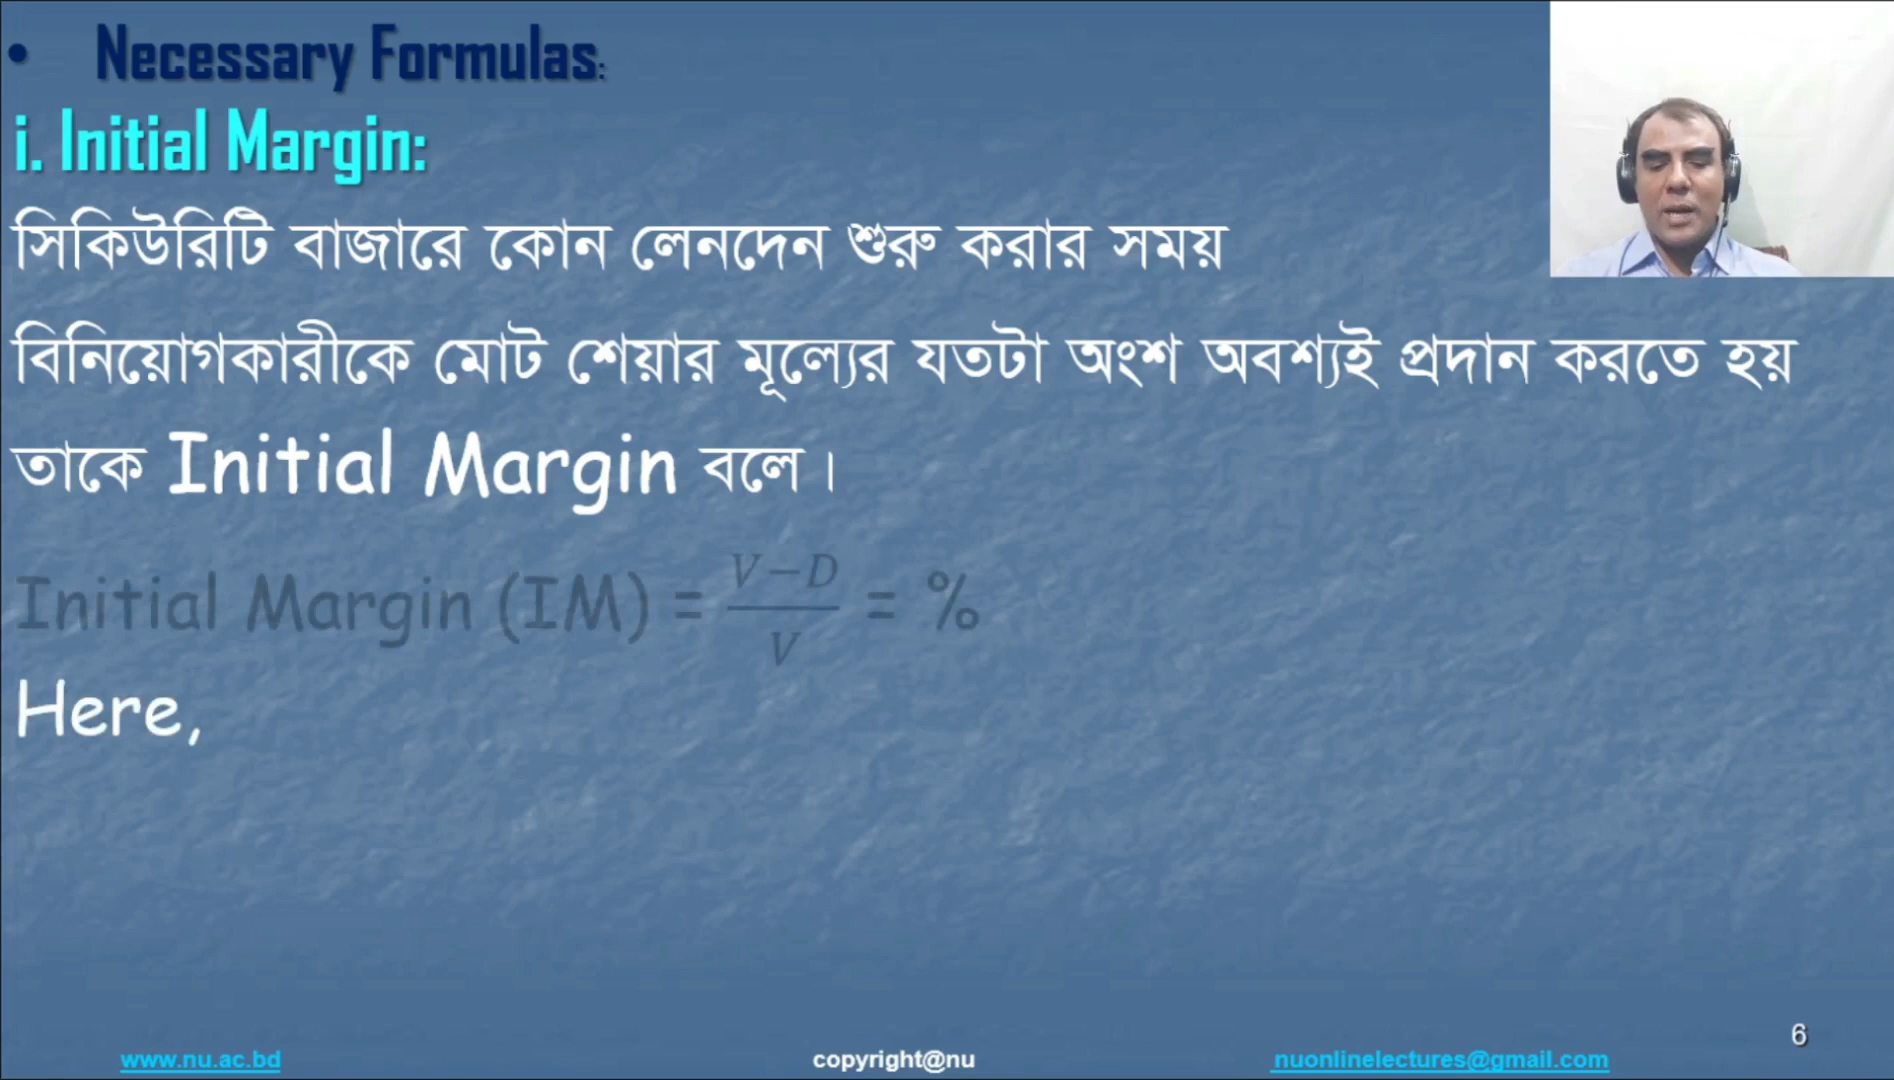 • Necessary Formulas:
i. Initial Margin:
সিকিউরিটি বাজারে কোন লেনদেন শুরু করার সময়
বিনিয়োগকারীকে মোট শেয়ার মূল্যের যতটা অংশ অবশ্যই প্রদান করতে হয়
তাকে Initial Margin বলে।
Initial Margin (IM) = \frac{V-D}{V} = %
Here,
6
www.nu.ac.bd copyright@nu nuonlinelectures@gmail.com